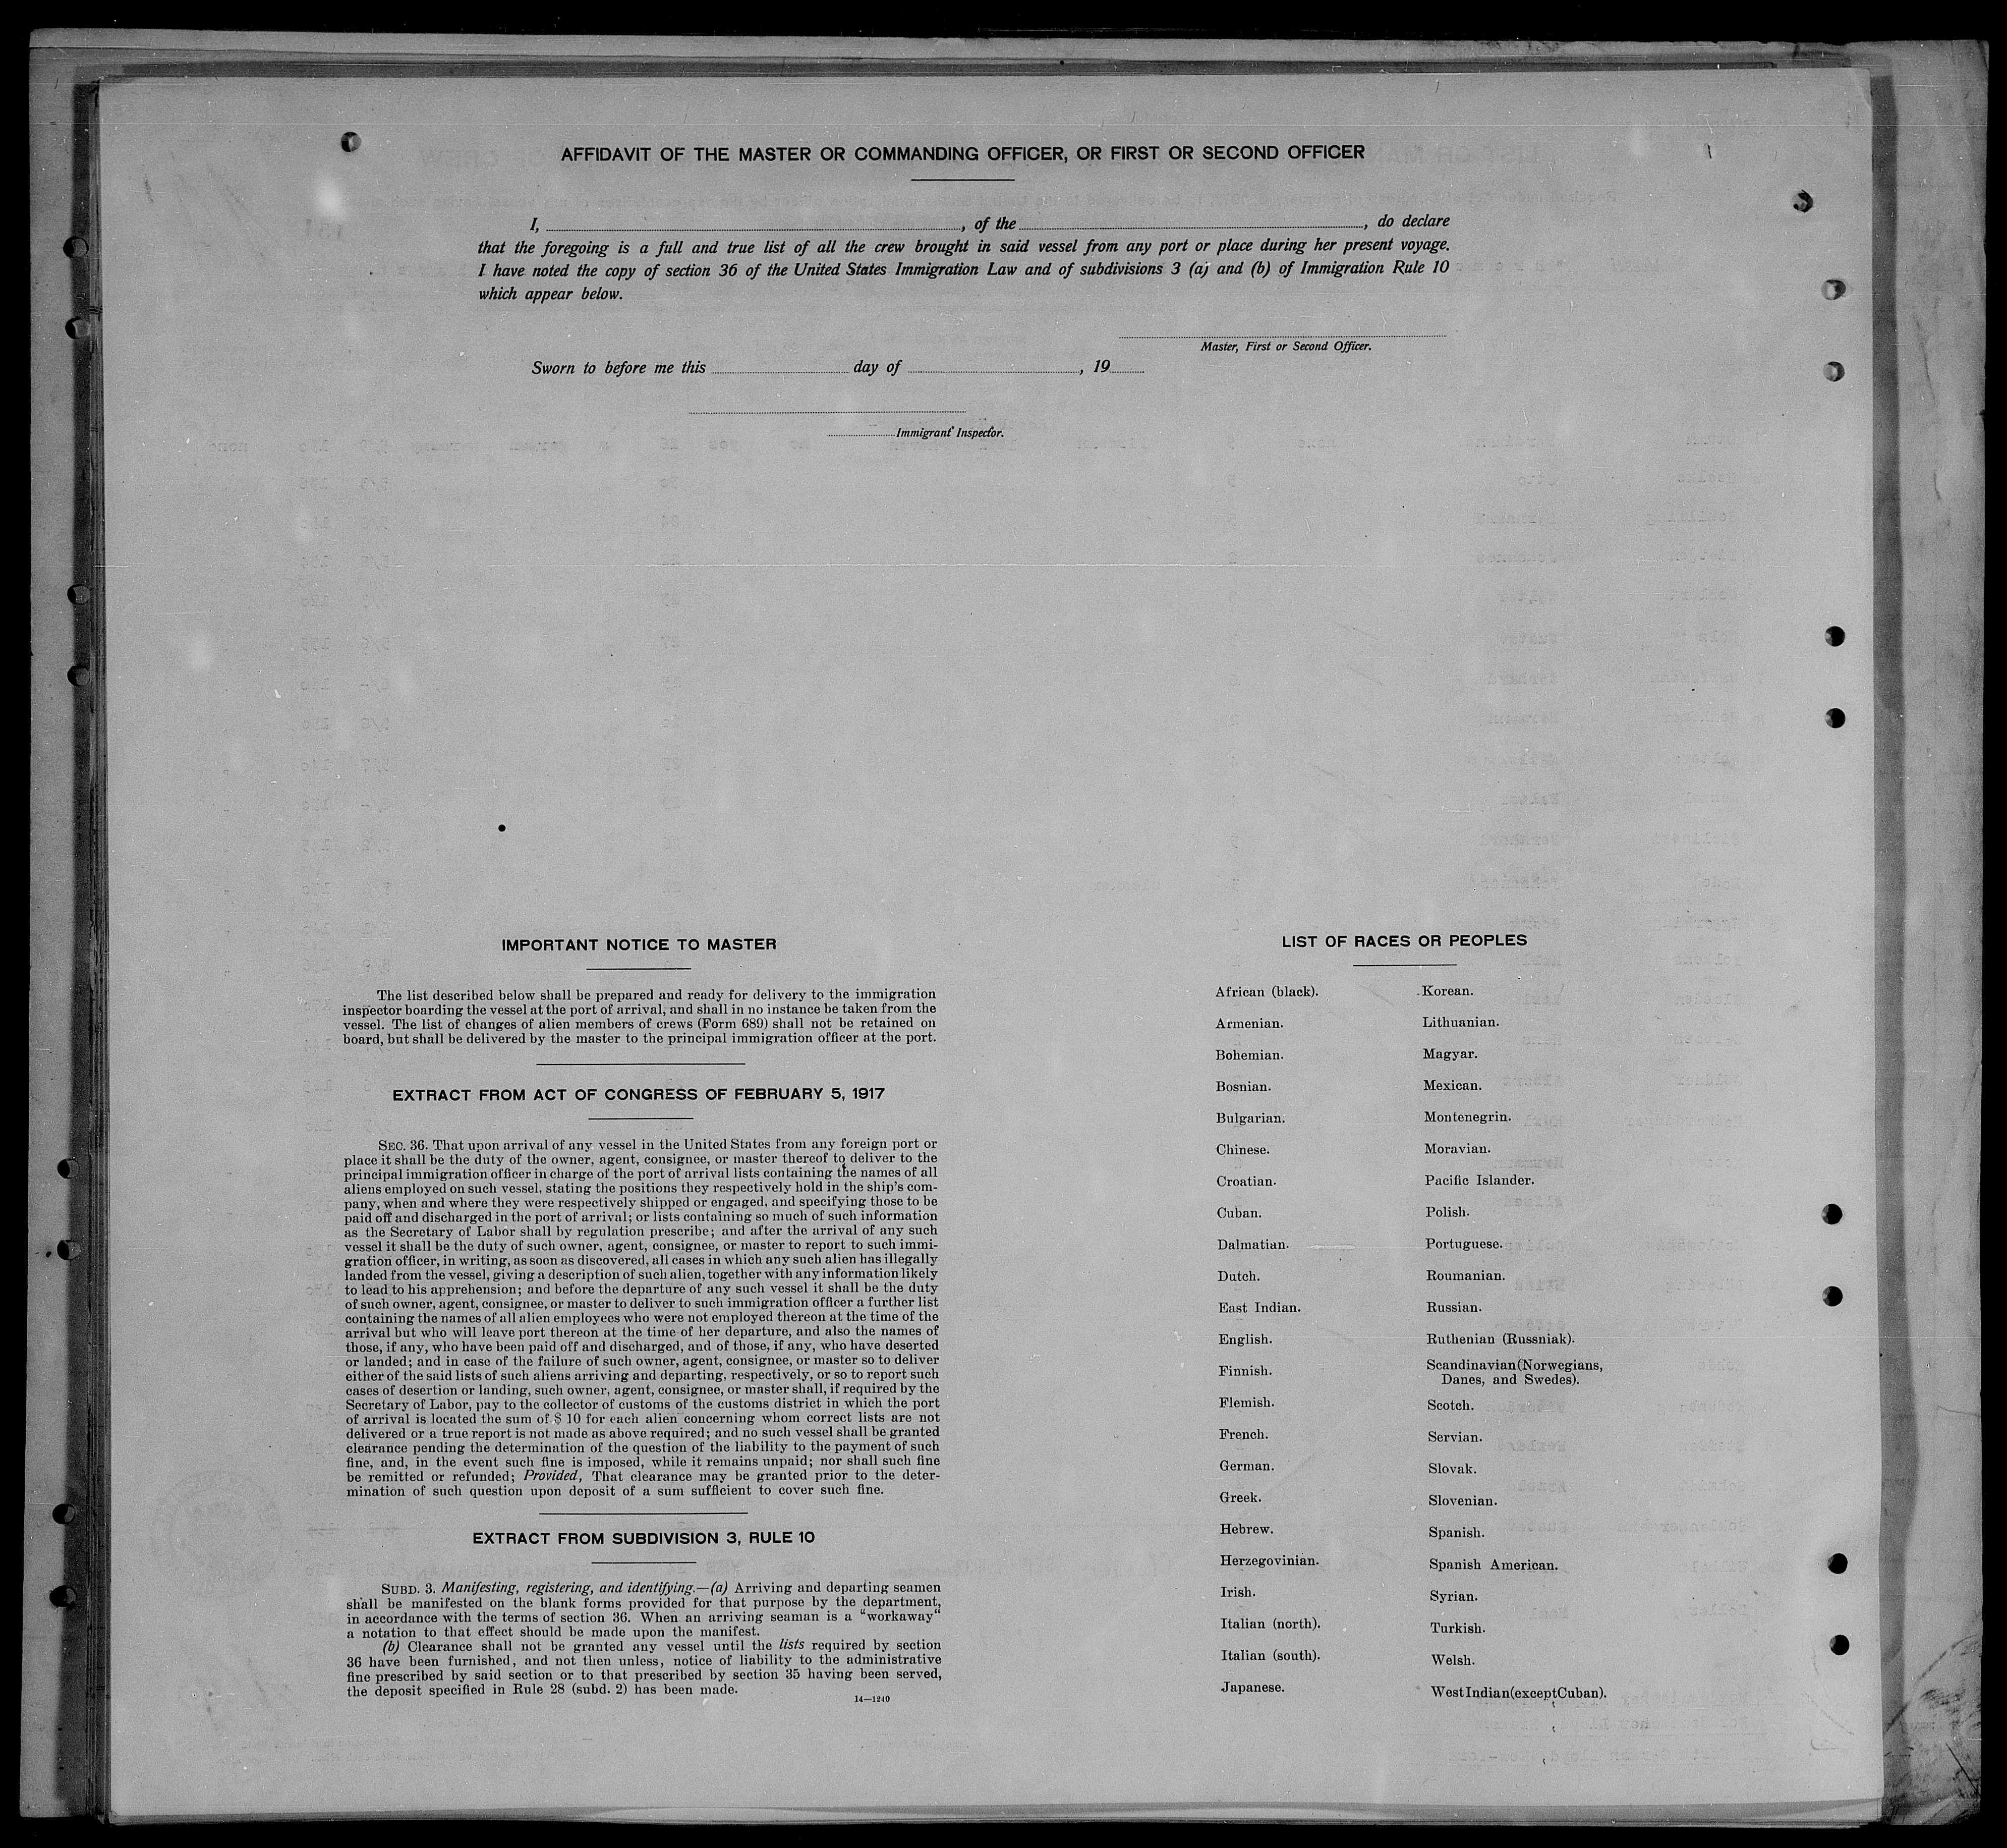 AFFIDAVIT OF THE MASTER OR COMMANDING OFFICER, OR FIRST OR SECOND OFFICER
I, , of the , do declare
that the foregoing is a full and true list of all the crew brought in said vessel from any port or place during her present voyage.
I have noted the copy of section 36 of the United States Immigration Law and of subdivisions 3 (a) and (b) of Immigration Rule 10
which appear below.
Master, First or Second Officer.
Sworn to before me this day of , 19
Immigrant Inspector.
IMPORTANT NOTICE TO MASTER
The list described below shall be prepared and ready for delivery to the immigration
inspector boarding the vessel at the port of arrival, and shall in no instance be taken from the
vessel. The list of changes of alien members of crews (Form 689) shall not be retained on
board, but shall be delivered by the master to the principal immigration officer at the port.
EXTRACT FROM ACT OF CONGRESS OF FEBRUARY 5, 1917
SEC. 36. That upon arrival of any vessel in the United States from any foreign port or
place it shall be the duty of the owner, agent, consignee, or master thereof to deliver to the
principal immigration officer in charge of the port of arrival lists containing the names of all
aliens employed on such vessel, stating the positions they respectively hold in the ship's com-
pany, when and where they were respectively shipped or engaged, and specifying those to be
paid off and discharged in the port of arrival; or lists containing so much of such information
as the Secretary of Labor shall by regulation prescribe; and after the arrival of any such
vessel it shall be the duty of such owner, agent, consignee, or master to report to such immi-
gration officer, in writing, as soon as discovered, all cases in which any such alien has illegally
landed from the vessel, giving a description of such alien, together with any information likely
to lead to his apprehension; and before the departure of any such vessel it shall be the duty
of such owner, agent, consignee, or master to deliver to such immigration officer a further list
containing the names of all alien employees who were not employed thereon at the time of the
arrival but who will leave port thereon at the time of her departure, and also the names of
those, if any, who have been paid off and discharged, and of those, if any, who have deserted
or landed; and in case of the failure of such owner, agent, consignee, or master so to deliver
either of the said lists of such aliens arriving and departing, respectively, or so to report such
cases of desertion or landing, such owner, agent, consignee, or master shall, if required by the
Secretary of Labor, pay to the collector of customs of the customs district in which the port
of arrival is located the sum of $ 10 for each alien concerning whom correct lists are not
delivered or a true report is not made as above required; and no such vessel shall be granted
clearance pending the determination of the question of the liability to the payment of such
fine, and, in the event such fine is imposed, while it remains unpaid; nor shall such fine
be remitted or refunded; Provided, That clearance may be granted prior to the deter-
mination of such question upon deposit of a sum sufficient to cover such fine.
EXTRACT FROM SUBDIVISION 3, RULE 10
SUBD. 3. Manifesting, registering, and identifying.—(a) Arriving and departing seamen
shall be manifested on the blank forms provided for that purpose by the department,
in accordance with the terms of section 36. When an arriving seaman is a “workaway“
a notation to that effect should be made upon the manifest.
(b) Clearance shall not be granted any vessel until the lists required by section
36 have been furnished, and not then unless, notice of liability to the administrative
fine prescribed by said section or to that prescribed by section 35 having been served,
the deposit specified in Rule 28 (subd. 2) has been made.
14—1240
LIST OF RACES OR PEOPLES
African (black).
Armenian.
Bohemian.
Bosnian.
Bulgarian.
Chinese.
Croatian.
Cuban.
Dalmatian.
Dutch.
East Indian.
English.
Finnish.
Flemish.
French.
German.
Greek.
Hebrew.
Herzegovinian.
Irish.
Italian (north).
Italian (south).
Japanese.
Korean.
Lithuanian.
Magyar.
Mexican.
Montenegrin.
Moravian.
Pacific Islander.
Polish.
Portuguese.
Roumanian.
Russian.
Ruthenian (Russniak).
Scandinavian(Norwegians,
Danes, and Swedes).
Scotch.
Servian.
Slovak.
Slovenian.
Spanish.
Spanish American.
Syrian.
Turkish.
Welsh.
West Indian(except Cuban).